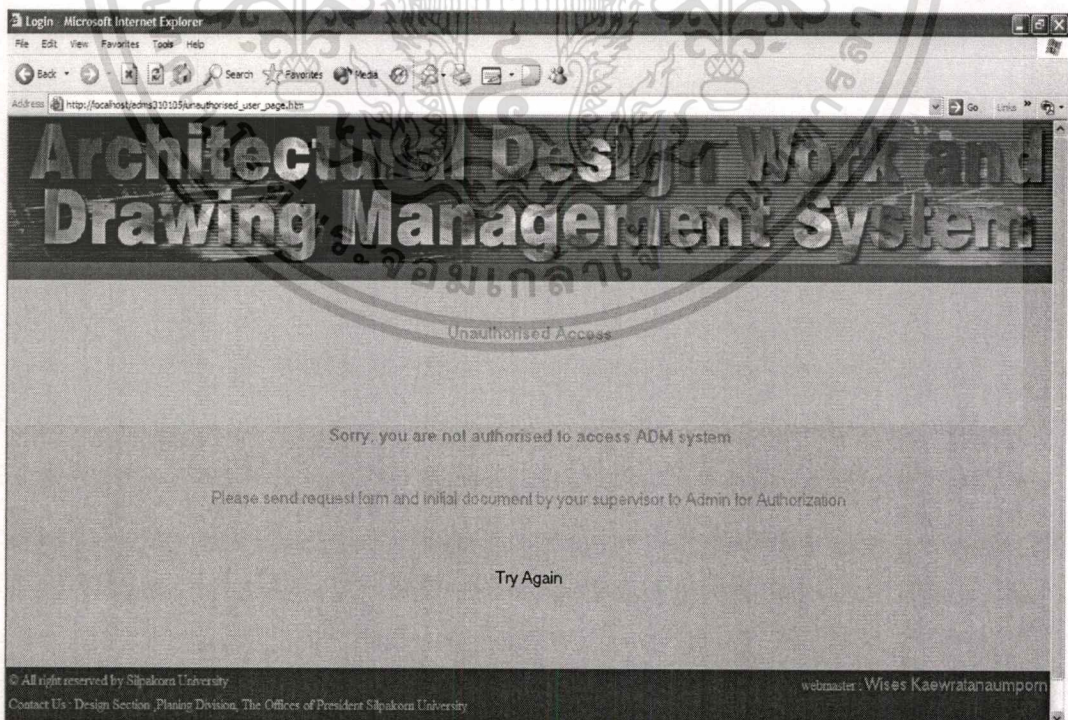 Login - Microsoft Internet Explorer
File Edit View Favorites Tools Help
Back Search Favorites Media
Address http://localhost/adms310105/unauthorised_user_page.htm Go Links »
Architectural Design Work and
Drawing Management System
Unauthorised Access
Sorry, you are not authorised to access ADM system
Please send request form and initial document by your supervisor to Admin for Authorization
Try Again
© All right reserved by Silpakorn University
webmaster : Wises Kaewratanaumporn
Contact Us : Design Section ,Planing Division, The Offices of President Silpakorn University